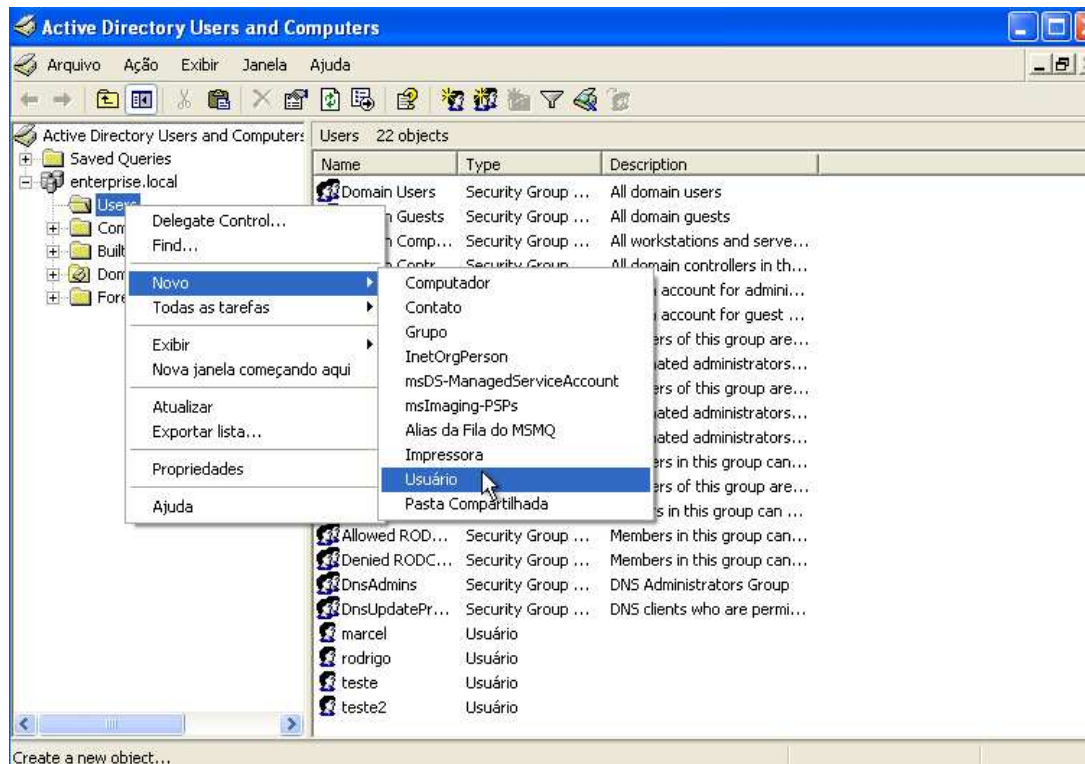 Active Directory Users and Computers
Arquivo Ação Exibir Janela Ajuda
Active Directory Users and Computers
Saved Queries
enterprise.local
Users
Com
Built
Dom
Fore
Users 22 objects
Name Type Description
Domain Users Security Group ... All domain users
n Guests Security Group ... All domain guests
n Comp... Security Group ... All workstations and serve...
n Contr... Security Group ... All domain controllers in th...
account for admini...
account for guest ...
ers of this group are...
ated administrators...
ers of this group are...
ated administrators...
ated administrators...
ers in this group can...
ers of this group are...
s in this group can ...
Allowed ROD... Security Group ... Members in this group can...
Denied RODC... Security Group ... Members in this group can...
DnsAdmins Security Group ... DNS Administrators Group
DnsUpdatePr... Security Group ... DNS clients who are permi...
marcel Usuário
rodrigo Usuário
teste Usuário
teste2 Usuário
Delegate Control...
Find...
Novo
Todas as tarefas
Exibir
Nova janela começando aqui
Atualizar
Exportar lista...
Propriedades
Ajuda
Computador
Contato
Grupo
InetOrgPerson
msDS-ManagedServiceAccount
msImaging-PSPs
Alias da Fila do MSMQ
Impressora
Usuário
Pasta Compartilhada
Create a new object...